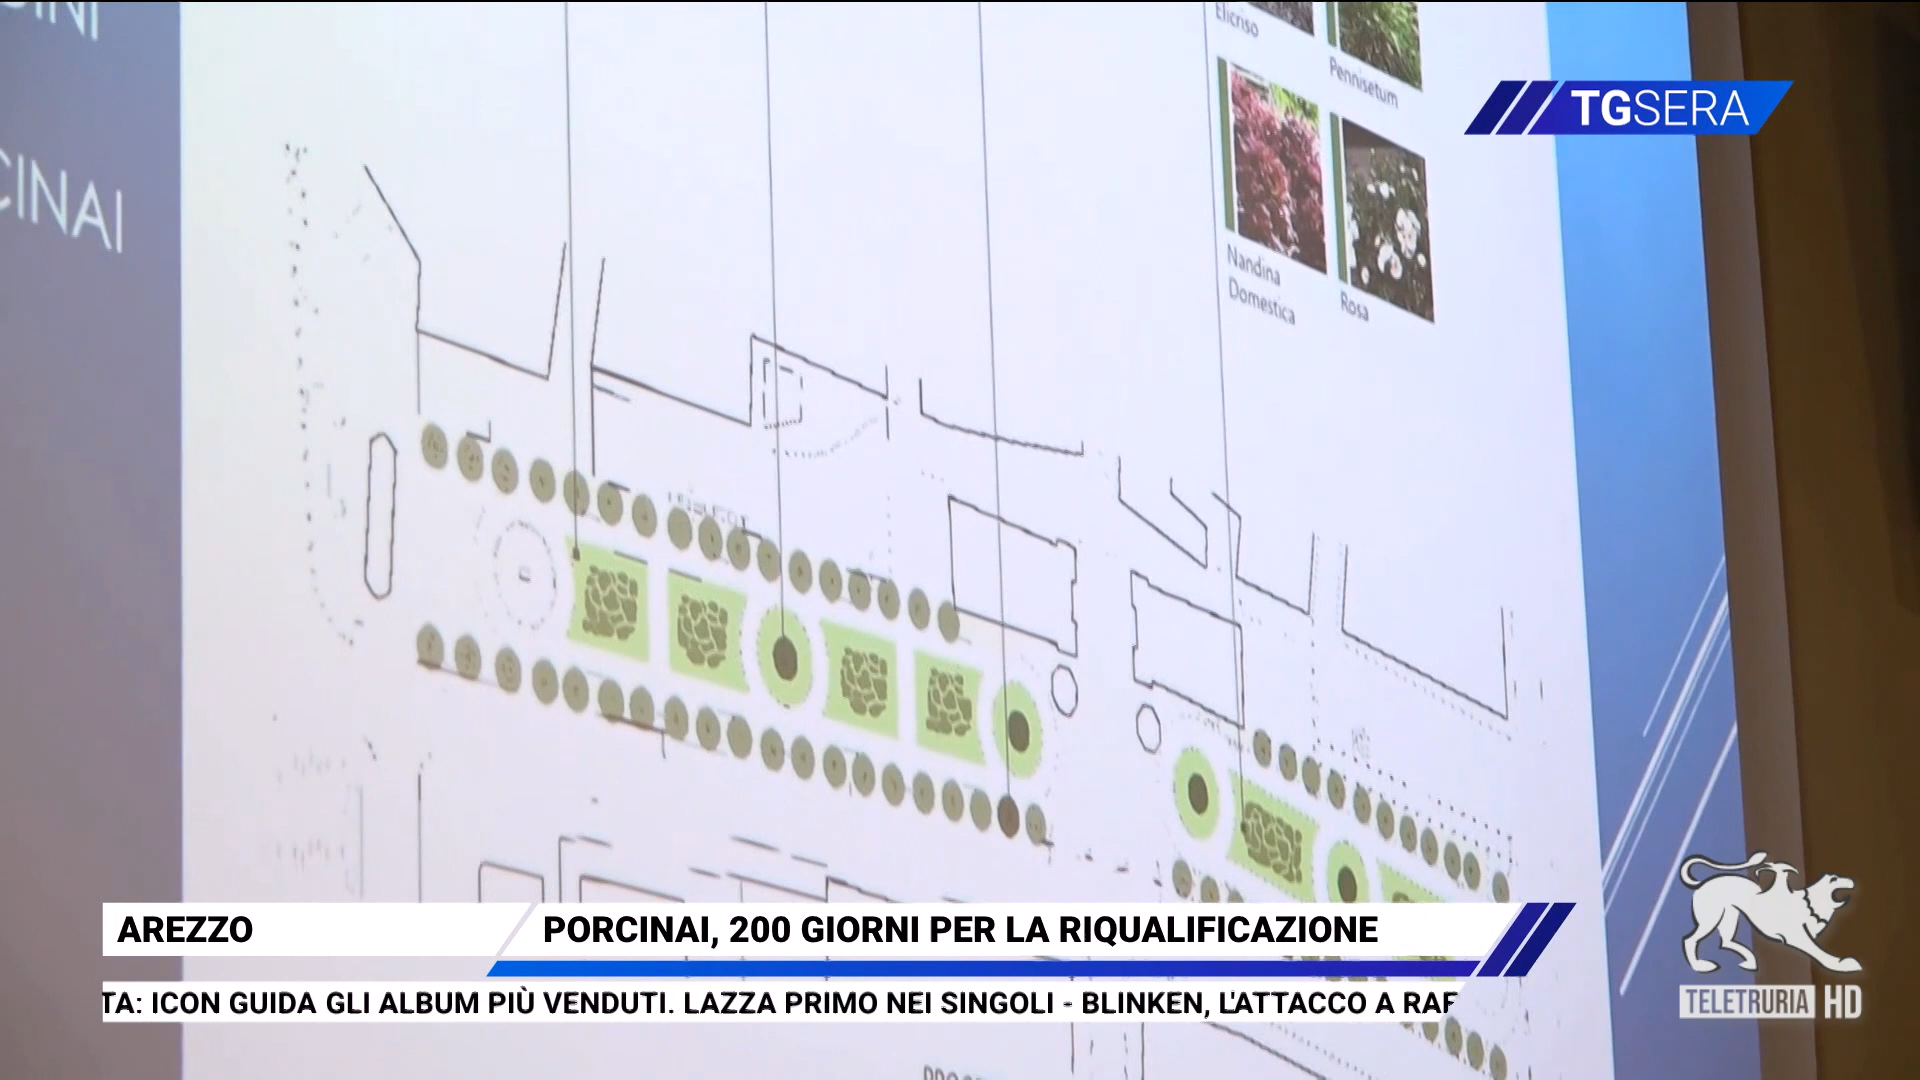 CINAI
Elicriso
Pennisetum
TGSERA
Nandina
Domestica
Rosa
AREZZO
PORCINAI, 200 GIORNI PER LA RIQUALIFICAZIONE
TA: ICON GUIDA GLI ALBUM PIÙ VENDUTI. LAZZA PRIMO NEI SINGOLI - BLINKEN, L'ATTACCO A RAF
TELETRURIA HD